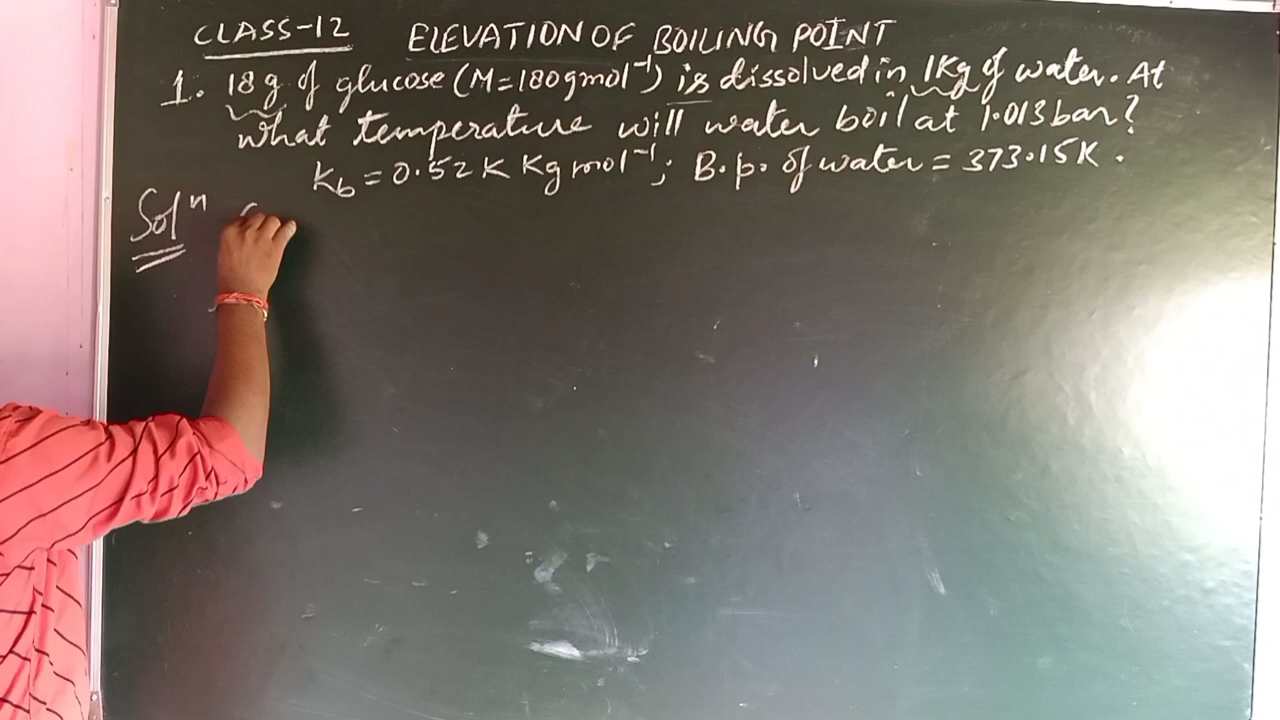 CLASS-12 ELEVATION OF BOILING POINT
1. 18 g of glucose (M=180gmol⁻¹) is dissolved in 1Kg of water. At
what temperature will water boil at 1.013 bar?
Kb = 0.52 K Kg mol⁻¹; B.p. of water = 373.15K.
Solⁿ